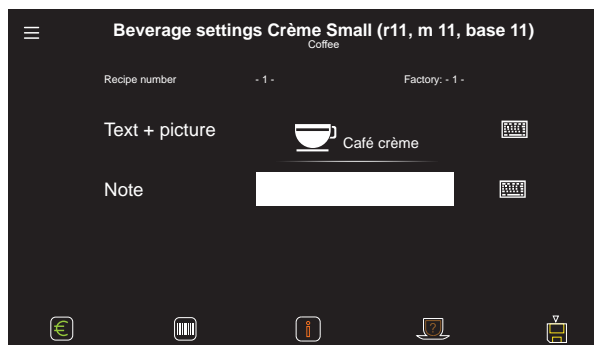 Beverage settings Crème Small (r11, m 11, base 11)
Coffee
Recipe number - 1 - Factory: - 1 -
Text + picture Café crème
Note
€ i ?